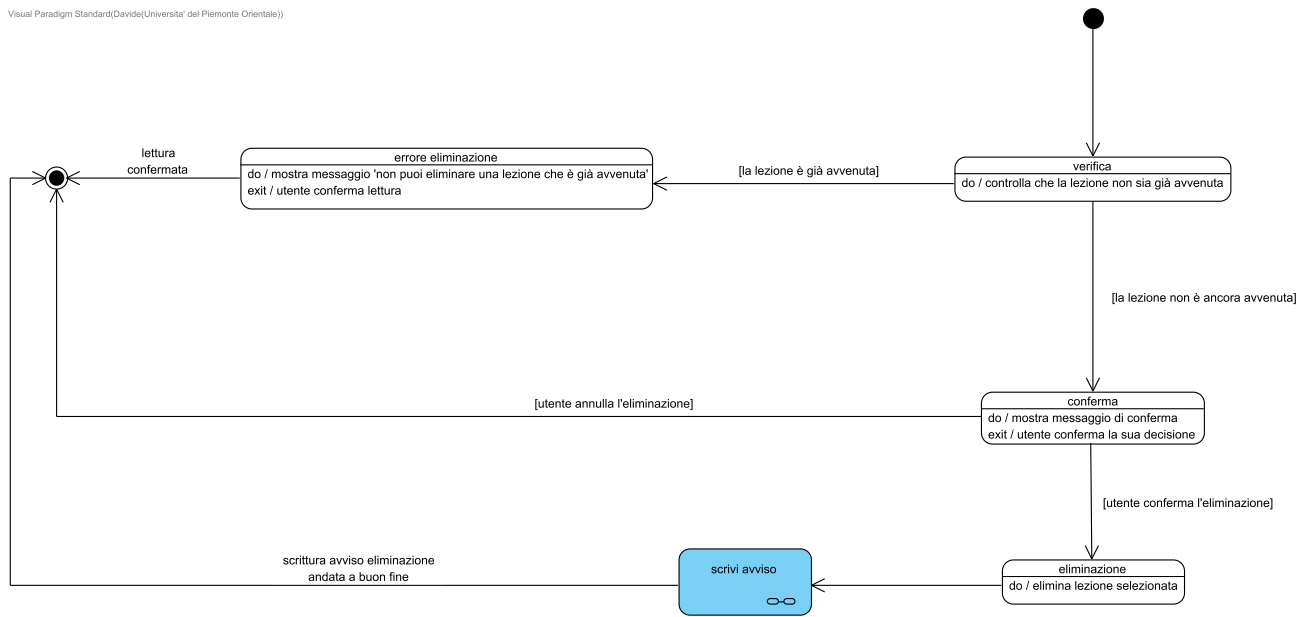 Visual Paradigm Standard(Davide(Universita' del Piemonte Orientale))
lettura
confermata
errore eliminazione
do / mostra messaggio 'non puoi eliminare una lezione che è già avvenuta'
exit / utente conferma lettura
[la lezione è già avvenuta]
verifica
do / controlla che la lezione non sia già avvenuta
[la lezione non è ancora avvenuta]
[utente annulla l'eliminazione]
conferma
do / mostra messaggio di conferma
exit / utente conferma la sua decisione
[utente conferma l'eliminazione]
scrittura avviso eliminazione
andata a buon fine
scrivi avviso
eliminazione
do / elimina lezione selezionata